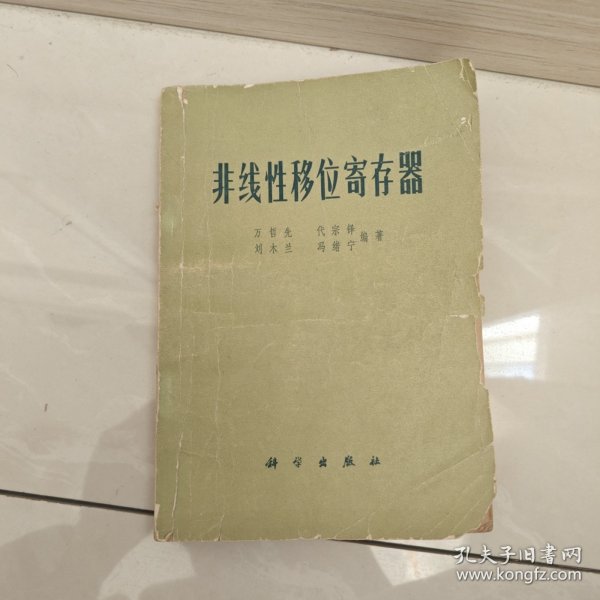 非线性移位寄存器
万哲先 代宗铎
刘木兰 冯绪宁 编著
科学出版社
孔夫子旧书网
www.kongfz.com